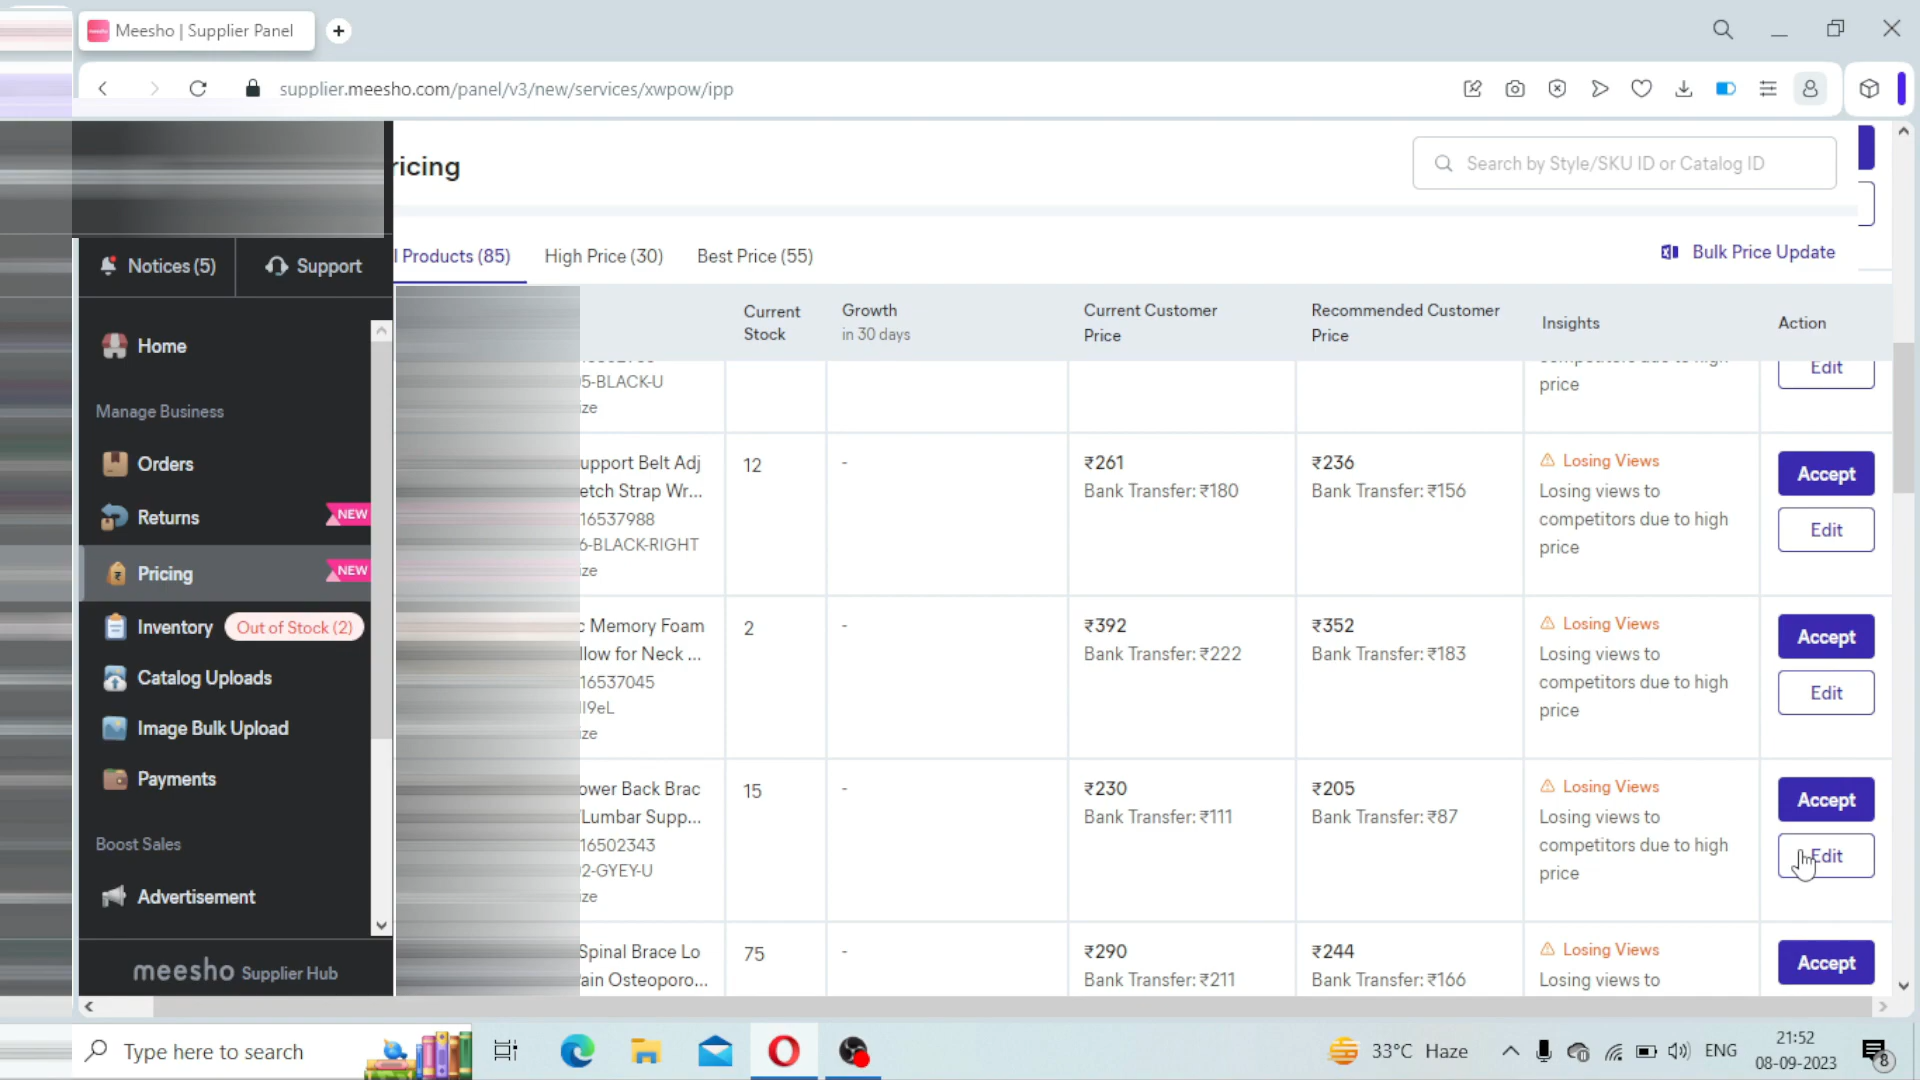 Meesho | Supplier Panel
supplier.meesho.com/panel/v3/new/services/xwpow/ipp
ricing
Search by Style/SKU ID or Catalog ID
Notices (5)
Support
l Products (85)
High Price (30)
Best Price (55)
Bulk Price Update
Current Stock
Growth in 30 days
Current Customer Price
Recommended Customer Price
Insights
Action
Home
Manage Business
Orders
Returns
NEW
Pricing
NEW
Inventory
Out of Stock (2)
Catalog Uploads
Image Bulk Upload
Payments
Boost Sales
Advertisement
meesho Supplier Hub
5-BLACK-U
ze
price
Edit
upport Belt Adj
etch Strap Wr...
16537988
6-BLACK-RIGHT
ze
12
-
₹261
Bank Transfer: ₹180
₹236
Bank Transfer: ₹156
Losing Views
Losing views to
competitors due to high
price
Accept
Edit
c Memory Foam
llow for Neck ...
16537045
ll9eL
ze
2
-
₹392
Bank Transfer: ₹222
₹352
Bank Transfer: ₹183
Losing Views
Losing views to
competitors due to high
price
Accept
Edit
ower Back Brac
Lumbar Supp...
16502343
2-GYEY-U
ze
15
-
₹230
Bank Transfer: ₹111
₹205
Bank Transfer: ₹87
Losing Views
Losing views to
competitors due to high
price
Accept
Edit
Spinal Brace Lo
ain Osteoporo...
75
-
₹290
Bank Transfer: ₹211
₹244
Bank Transfer: ₹166
Losing Views
Losing views to
Accept
Type here to search
33°C Haze
ENG
21:52
08-09-2023
8